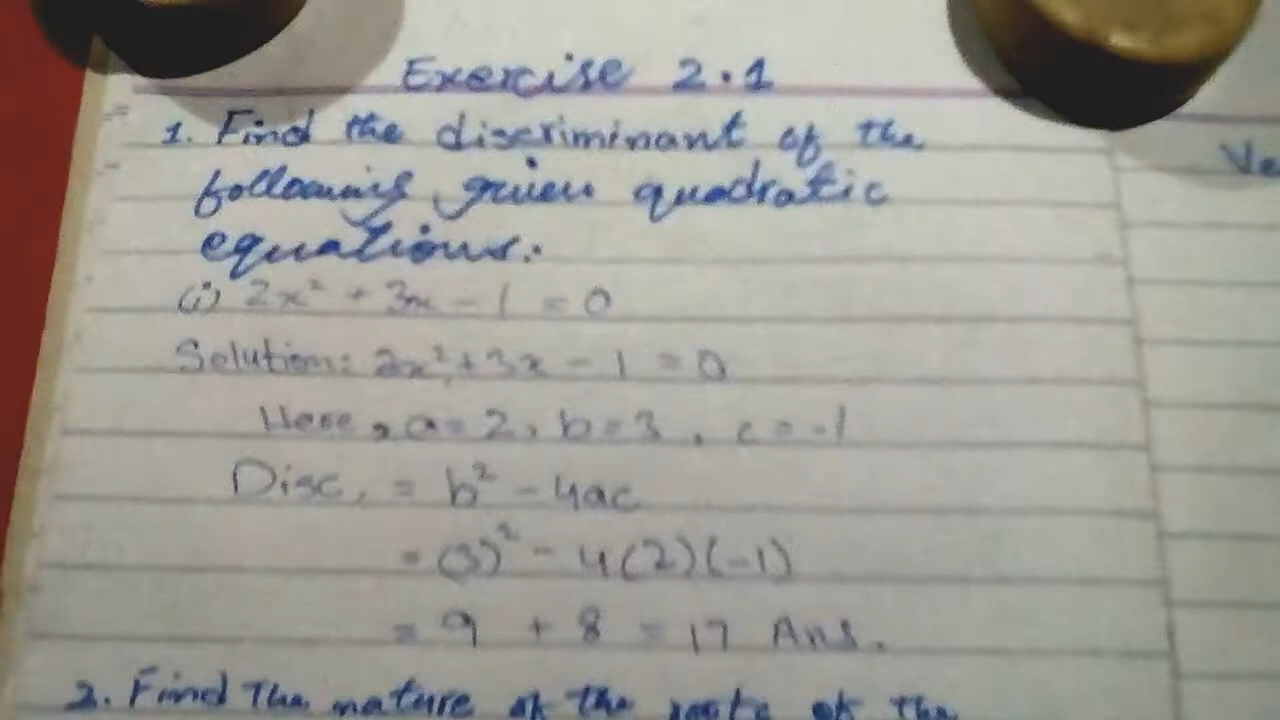 Exercise 2.1
1. Find the discriminant of the
following given quadratic
equations:
(i) 2x² + 3x - 1 = 0
Solution: 2x² + 3x - 1 = 0
Here, a = 2, b = 3, c = -1
Disc, = b² - 4ac
= (3)² - 4(2)(-1)
= 9 + 8 = 17 Ans.
2. Find The nature of the roots of the
Ve